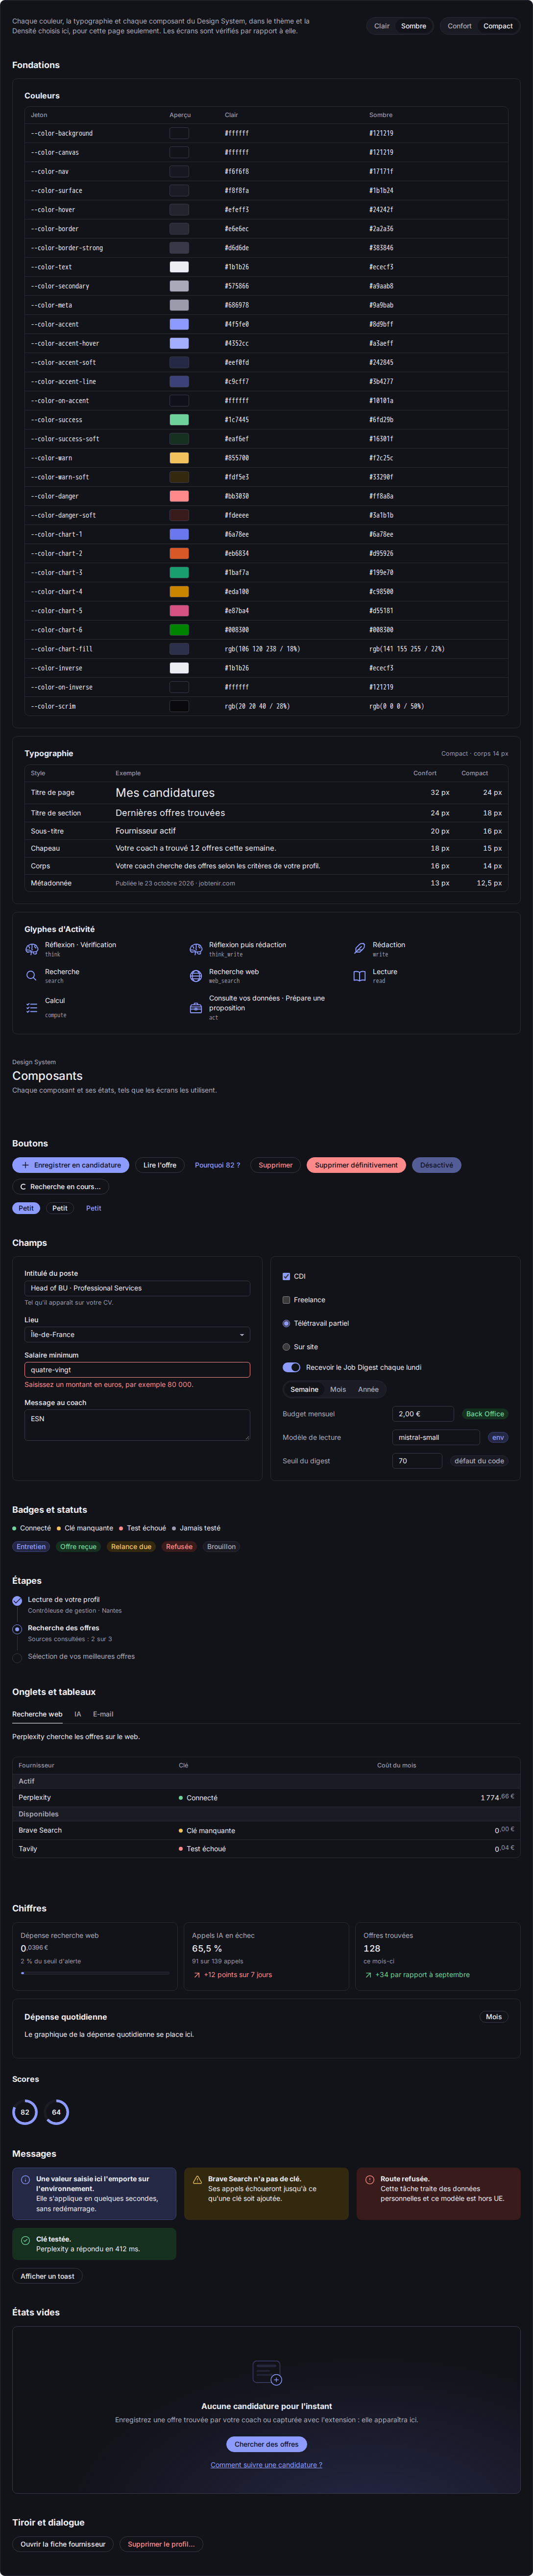 Chaque couleur, la typographie et chaque composant du Design System, dans le thème et la
Densité choisis ici, pour cette page seulement. Les écrans sont vérifiés par rapport à elle.
Clair Sombre Confort Compact
Fondations
Couleurs
Jeton Aperçu Clair Sombre
--color-background #ffffff #121219
--color-canvas #ffffff #121219
--color-nav #f6f6f8 #17171f
--color-surface #f8f8fa #1b1b24
--color-hover #efeff3 #24242f
--color-border #e6e6ec #2a2a36
--color-border-strong #d6d6de #383846
--color-text #1b1b26 #ececf3
--color-secondary #575866 #a9aab8
--color-meta #686978 #9a9bab
--color-accent #4f5fe0 #8d9bff
--color-accent-hover #4352cc #a3aeff
--color-accent-soft #eef0fd #242845
--color-accent-line #c9cff7 #3b4277
--color-on-accent #ffffff #10101a
--color-success #1c7445 #6fd29b
--color-success-soft #eaf6ef #16301f
--color-warn #855700 #f2c25c
--color-warn-soft #fdf5e3 #33290f
--color-danger #bb3030 #ff8a8a
--color-danger-soft #fdeeee #3a1b1b
--color-chart-1 #6a78ee #6a78ee
--color-chart-2 #eb6834 #d95926
--color-chart-3 #1baf7a #199e70
--color-chart-4 #eda100 #c98500
--color-chart-5 #e87ba4 #d55181
--color-chart-6 #008300 #008300
--color-chart-fill rgb(106 120 238 / 18%) rgb(141 155 255 / 22%)
--color-inverse #1b1b26 #ececf3
--color-on-inverse #ffffff #121219
--color-scrim rgb(20 20 40 / 28%) rgb(0 0 0 / 50%)
Typographie Compact · corps 14 px
Style Exemple Confort Compact
Titre de page Mes candidatures 32 px 24 px
Titre de section Dernières offres trouvées 24 px 18 px
Sous-titre Fournisseur actif 20 px 16 px
Chapeau Votre coach a trouvé 12 offres cette semaine. 18 px 15 px
Corps Votre coach cherche des offres selon les critères de votre profil. 16 px 14 px
Métadonnée Publiée le 23 octobre 2026 · jobtenir.com 13 px 12,5 px
Glyphes d'Activité
Réflexion · Vérification
think
Réflexion puis rédaction
think_write
Rédaction
write
Recherche
search
Recherche web
web_search
Lecture
read
Calcul
compute
Consulte vos données · Prépare une
proposition
act
Design System
Composants
Chaque composant et ses états, tels que les écrans les utilisent.
Boutons
Enregistrer en candidature Lire l'offre Pourquoi 82 ? Supprimer Supprimer définitivement Désactivé
Recherche en cours…
Petit Petit Petit
Champs
Intitulé du poste
Head of BU · Professional Services
Tel qu'il apparaît sur votre CV.
Lieu
Île-de-France
Salaire minimum
quatre-vingt
Saisissez un montant en euros, par exemple 80 000.
Message au coach
ESN
CDI
Freelance
Télétravail partiel
Sur site
Recevoir le Job Digest chaque lundi
Semaine Mois Année
Budget mensuel 2,00 € Back Office
Modèle de lecture mistral-small env
Seuil du digest 70 défaut du code
Badges et statuts
Connecté Clé manquante Test échoué Jamais testé
Entretien Offre reçue Relance due Refusée Brouillon
Étapes
Lecture de votre profil
Contrôleuse de gestion · Nantes
Recherche des offres
Sources consultées : 2 sur 3
Sélection de vos meilleures offres
Onglets et tableaux
Recherche web IA E-mail
Perplexity cherche les offres sur le web.
Fournisseur Clé Coût du mois
Actif
Perplexity Connecté 1 774,66 €
Disponibles
Brave Search Clé manquante 0,00 €
Tavily Test échoué 0,04 €
Chiffres
Dépense recherche web
0,0396 €
2 % du seuil d'alerte
Appels IA en échec
65,5 %
91 sur 139 appels
+12 points sur 7 jours
Offres trouvées
128
ce mois-ci
+34 par rapport à septembre
Dépense quotidienne Mois
Le graphique de la dépense quotidienne se place ici.
Scores
82 64
Messages
Une valeur saisie ici l'emporte sur
l'environnement.
Elle s'applique en quelques secondes,
sans redémarrage.
Brave Search n'a pas de clé.
Ses appels échoueront jusqu'à ce
qu'une clé soit ajoutée.
Route refusée.
Cette tâche traite des données
personnelles et ce modèle est hors UE.
Clé testée.
Perplexity a répondu en 412 ms.
Afficher un toast
États vides
Aucune candidature pour l'instant
Enregistrez une offre trouvée par votre coach ou capturée avec l'extension : elle apparaîtra ici.
Chercher des offres
Comment suivre une candidature ?
Tiroir et dialogue
Ouvrir la fiche fournisseur Supprimer le profil…